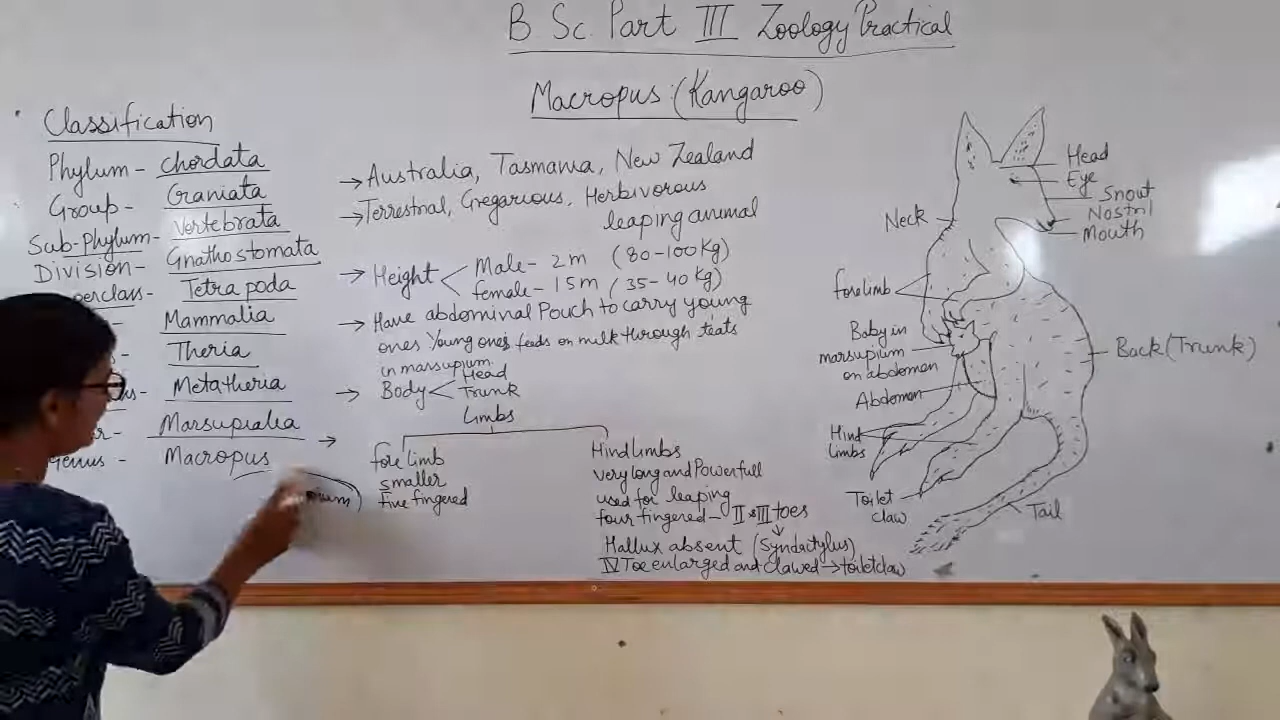 B. Sc. Part III Zoology Practical
Macropus: (Kangaroo)
Classification
Phylum - Chordata
Group - Craniata
Sub-Phylum - Vertebrata
Division - Gnathostomata
erclass - Tetrapoda
Mammalia
Theria
Metatheria
Marsupialia
Genus - Macropus
→ Australia, Tasmania, New Zealand
→ Terrestrial, Gregarious, Herbivorous
leaping animal
→ Height < Male - 2 m (80-100 kg)
female - 1.5 m (35-40 kg)
→ Have abdominal Pouch to carry young
ones Young ones feeds on milk through teats
in marsupium.
→ Body < Head
Trunk
limbs
→
fore limb
smaller
five fingered
Hind limbs
very long and Powerfull
used for leaping
four fingered - II & III toes
Hallux absent (Syndactylus)
IV Toe enlarged and clawed → toilet claw
Head
Eye
Snout
Nostril
Mouth
Neck
forelimb
Baby in
marsupium
on abdomen
Abdomen
Back (Trunk)
Hind
limbs
Toilet
claw
Tail